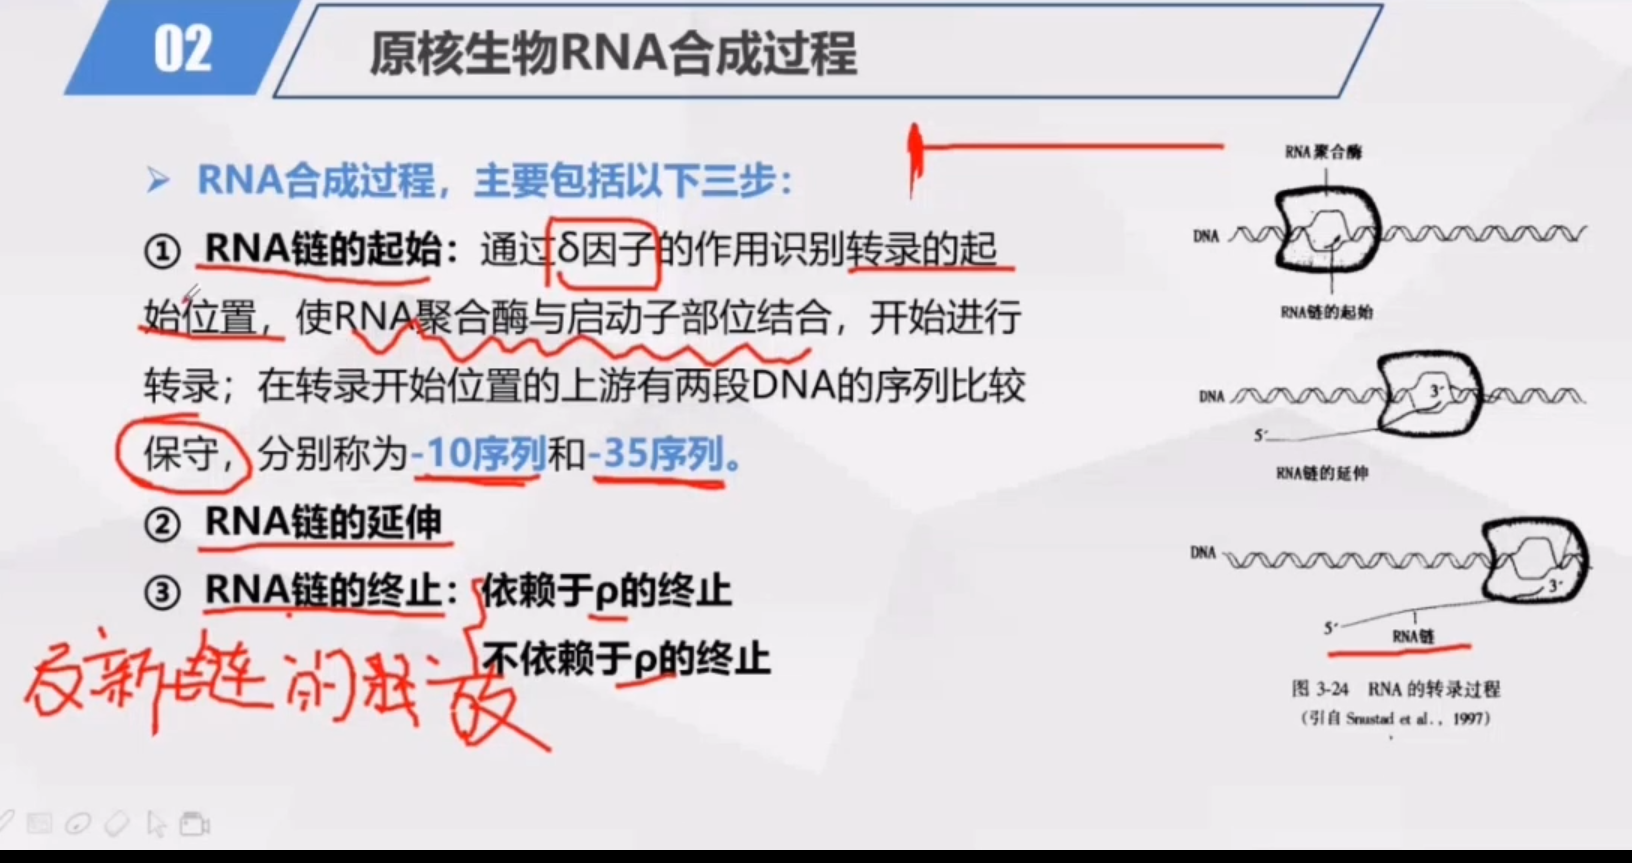 02
原核生物RNA合成过程
RNA合成过程，主要包括以下三步：
① RNA链的起始：通过δ因子的作用识别转录的起
始位置，使RNA聚合酶与启动子部位结合，开始进行
转录；在转录开始位置的上游有两段DNA的序列比较
保守，分别称为-10序列和-35序列。
② RNA链的延伸
③ RNA链的终止：依赖于ρ的终止
不依赖于ρ的终止
及新链的释放
RNA聚合酶
DNA
RNA链的起始
DNA
3′
5′
RNA链的延伸
DNA
3′
5′
RNA链
图 3-24 RNA 的转录过程
（引自 Snustad et al.，1997）